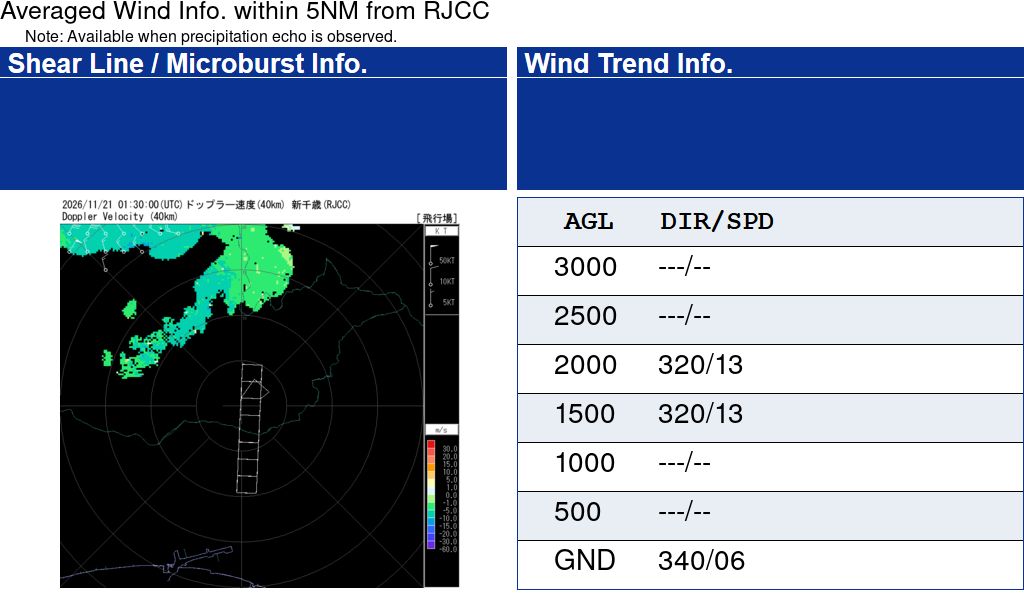 Averaged Wind Info. within 5NM from RJCC
Note: Available when precipitation echo is observed.
Shear Line / Microburst Info.
Wind Trend Info.
2026/11/21 01:30:00(UTC) ドップラー速度(40km) 新千歳(RJCC)
Doppler Velocity (40km)
[飛行場]
KT
50KT
10KT
5KT
m/s
30.0
20.0
15.0
10.0
5.0
1.0
0.0
-1.0
-5.0
-10.0
-15.0
-20.0
-30.0
-60.0
AGL DIR/SPD
3000 ---/--
2500 ---/--
2000 320/13
1500 320/13
1000 ---/--
500 ---/--
GND 340/06